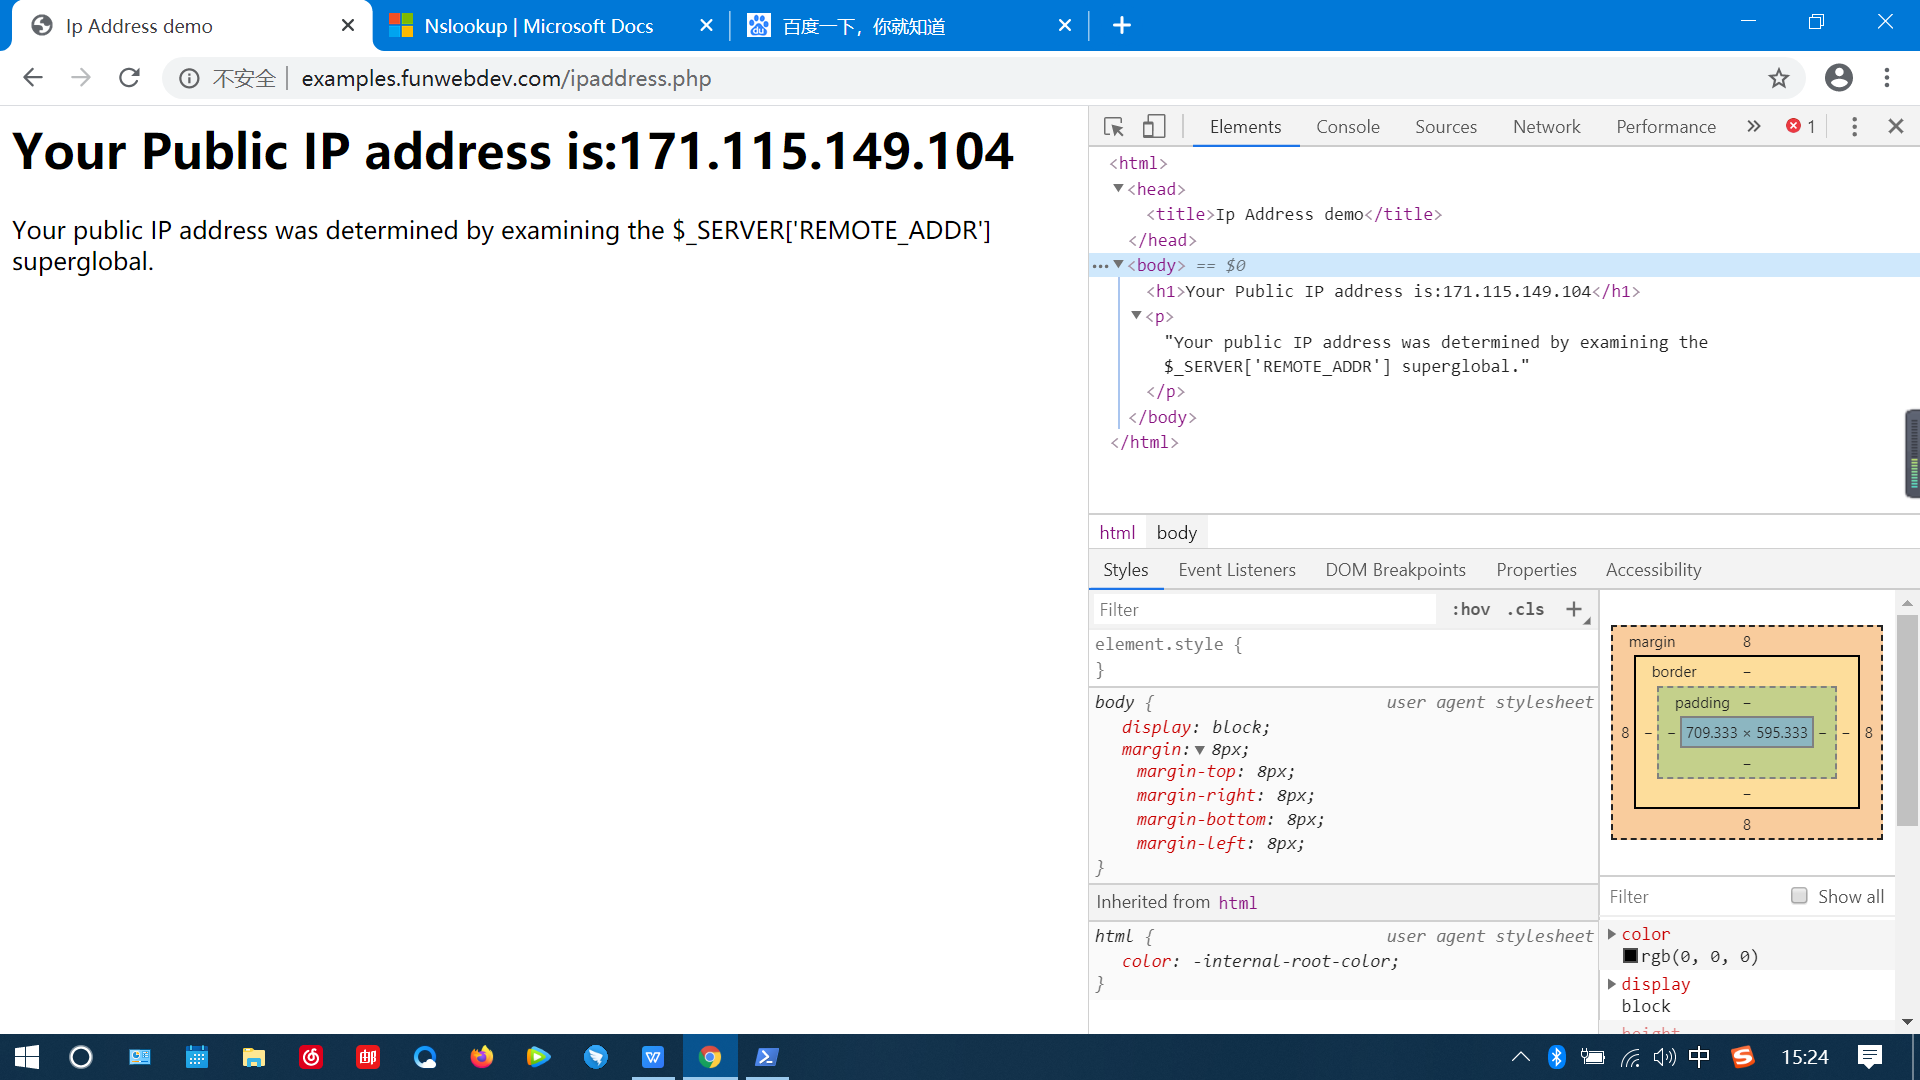 Ip Address demo
Nslookup | Microsoft Docs
百度一下，你就知道
不安全
examples.funwebdev.com/ipaddress.php
Your Public IP address is:171.115.149.104
Your public IP address was determined by examining the $_SERVER['REMOTE_ADDR']
superglobal.
Elements Console Sources Network Performance 1
<html>
<head>
<title>Ip Address demo</title>
</head>
<body> == $0
<h1>Your Public IP address is:171.115.149.104</h1>
<p>
"Your public IP address was determined by examining the
$_SERVER['REMOTE_ADDR'] superglobal."
</p>
</body>
</html>
html body
Styles Event Listeners DOM Breakpoints Properties Accessibility
Filter :hov .cls +
element.style {
}
body { user agent stylesheet
display: block;
margin: 8px;
margin-top: 8px;
margin-right: 8px;
margin-bottom: 8px;
margin-left: 8px;
}
Inherited from html
html { user agent stylesheet
color: -internal-root-color;
}
margin 8
border –
padding –
8 – – 709.333 × 595.333 – – 8
–
–
8
Filter Show all
color
rgb(0, 0, 0)
display
block
height
邮
中
15:24